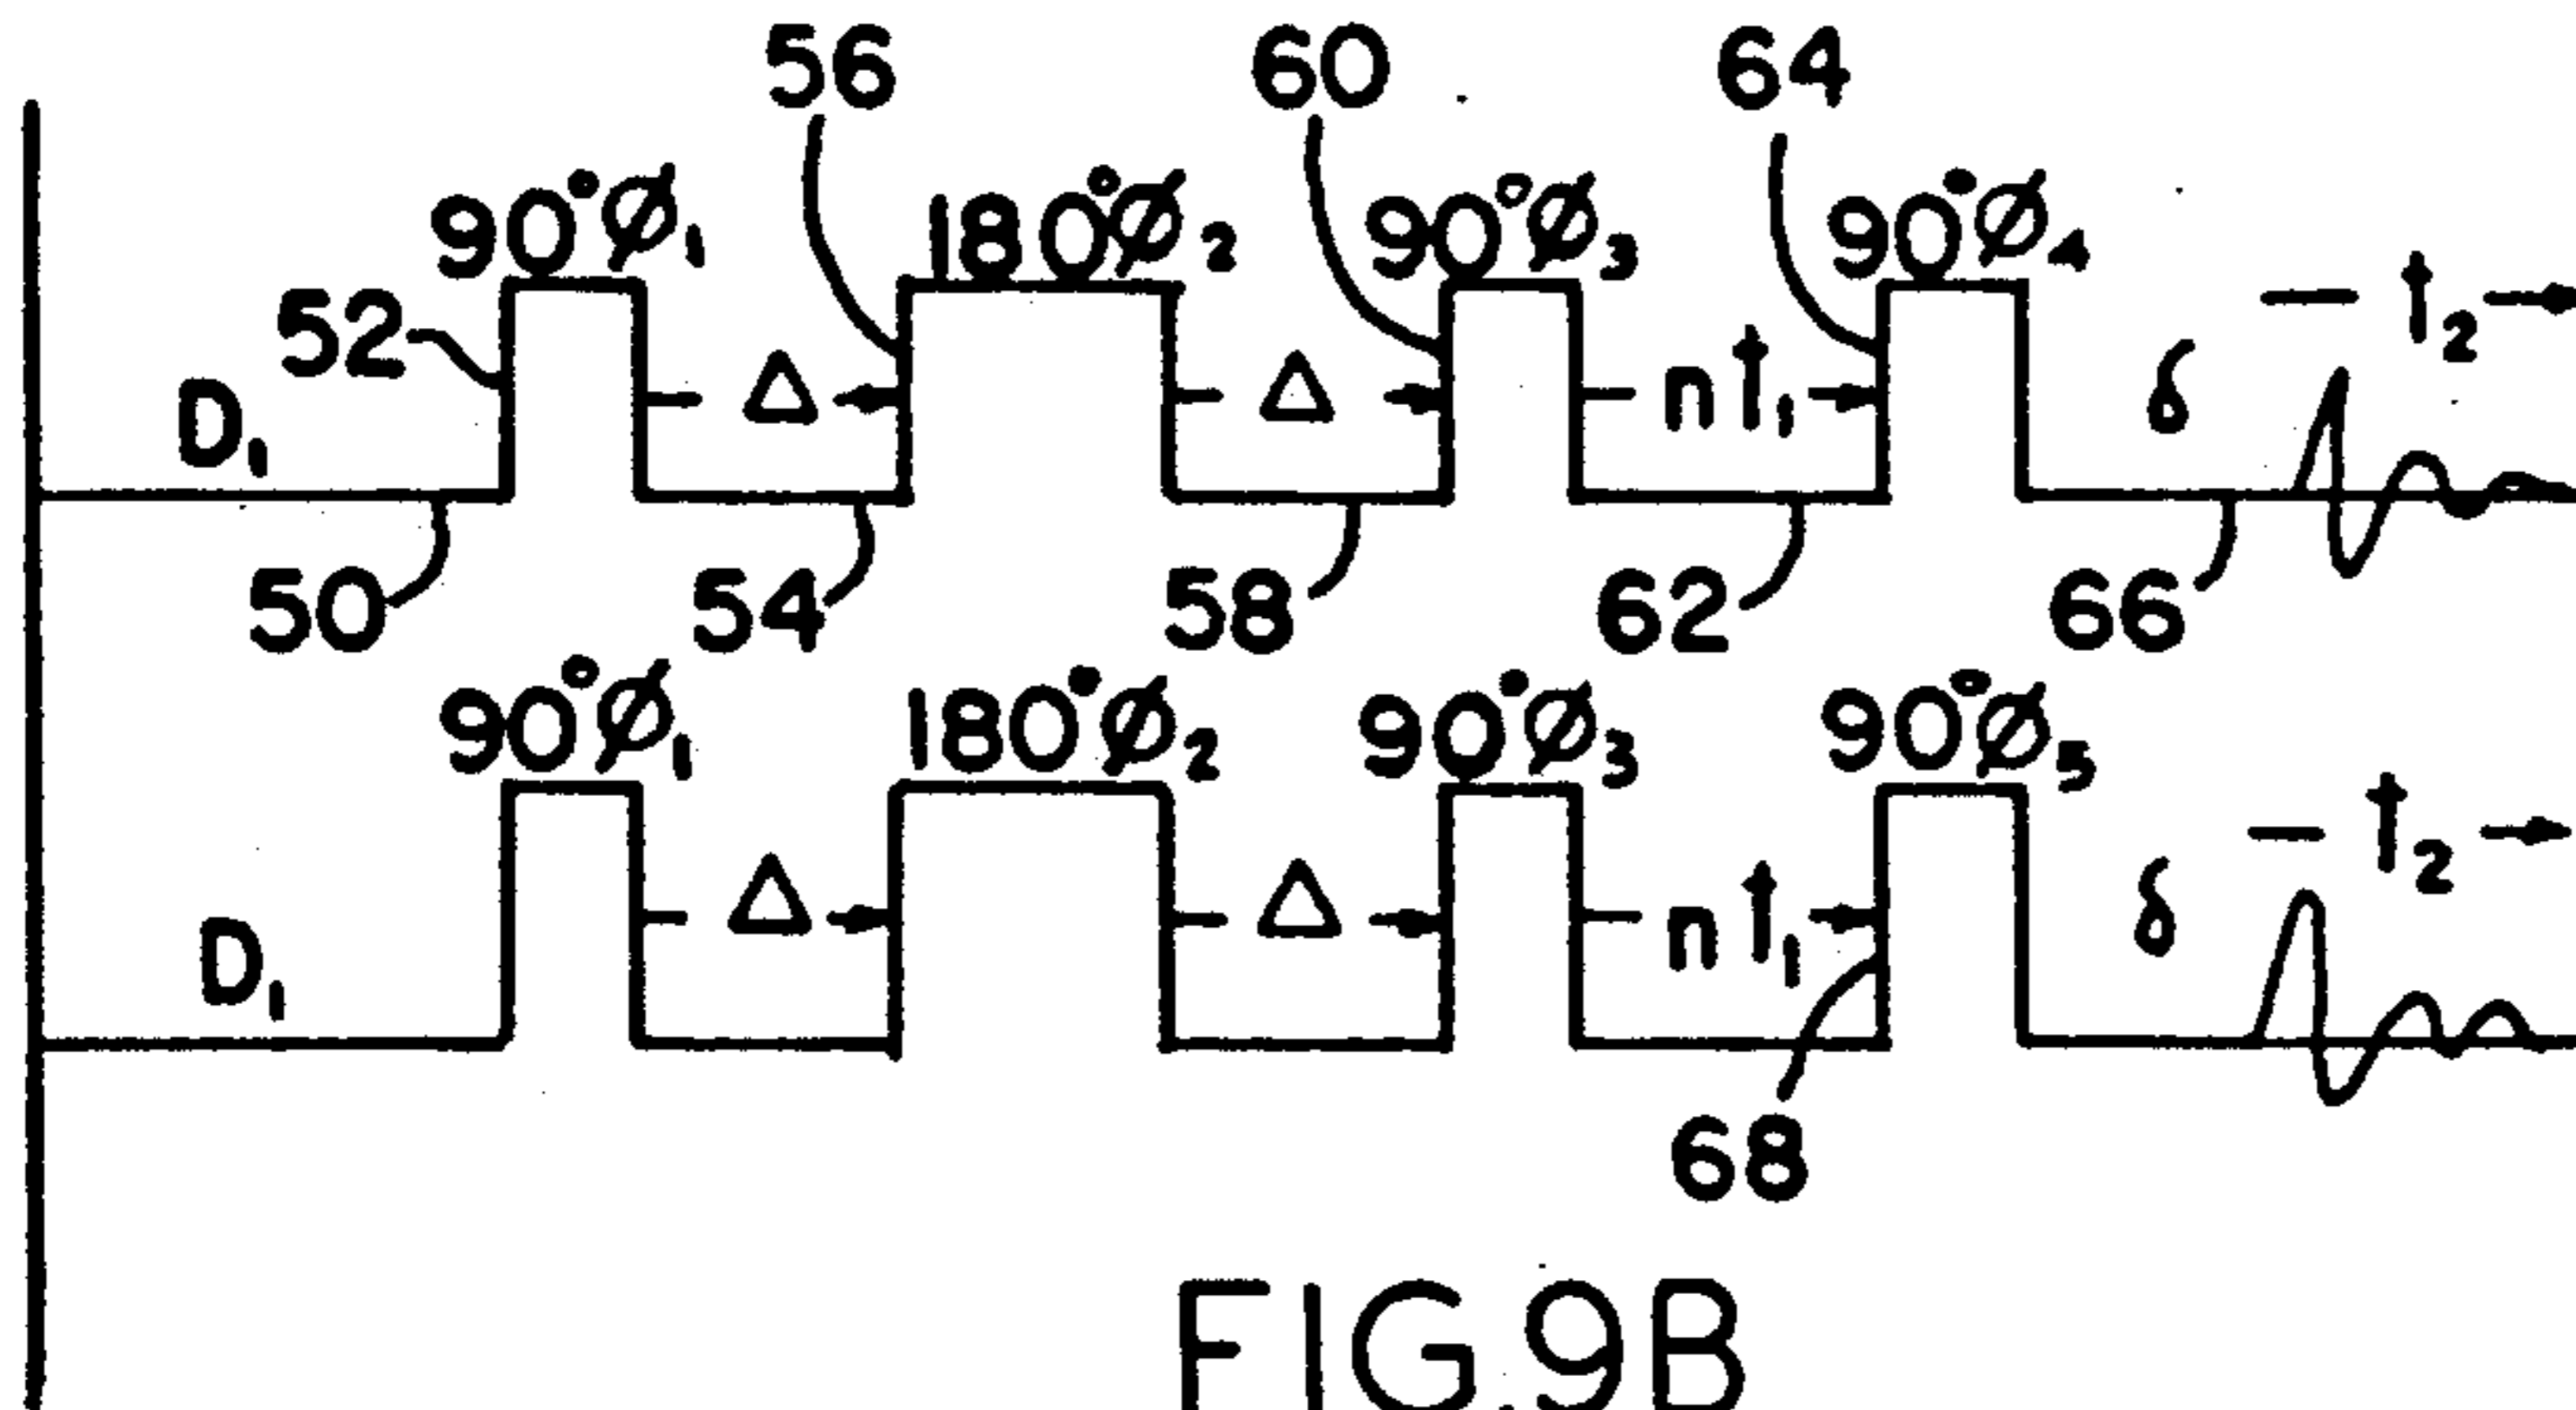 56 60 64
90°Ø₁ 180°Ø₂ 90°Ø₃ 90°Ø₄
52 D₁ Δ Δ nt₁ δ t₂
50 54 58 62 66
90°Ø₁ 180°Ø₂ 90°Ø₃ 90°Ø₅
D₁ Δ Δ nt₁ δ t₂
68
FIG.9B